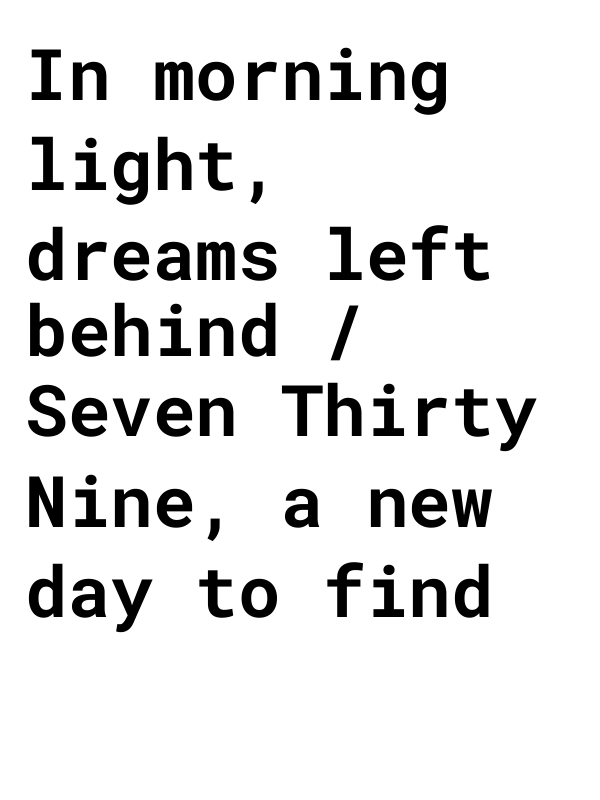 In morning
light,
dreams left
behind /
Seven Thirty
Nine, a new
day to find